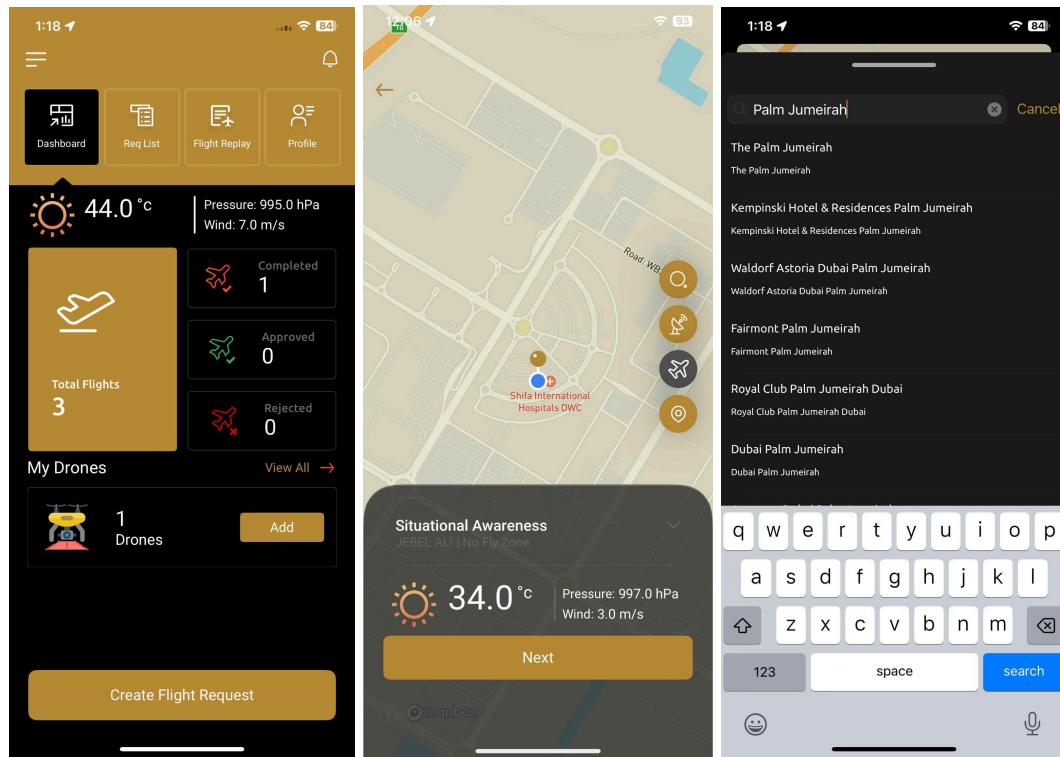 1:18
84
Dashboard
Req List
Flight Replay
Profile
44.0 °c
Pressure: 995.0 hPa
Wind: 7.0 m/s
Total Flights
3
Completed
1
Approved
0
Rejected
0
My Drones
View All →
1
Drones
Add
Create Flight Request
12:06
93
Road: WB
Shifa International
Hospitals DWC
Situational Awareness
JEBEL ALI | No Fly Zone
34.0 °c
Pressure: 997.0 hPa
Wind: 3.0 m/s
Next
mapbox
1:18
84
Palm Jumeirah
Cancel
The Palm Jumeirah
The Palm Jumeirah
Kempinski Hotel & Residences Palm Jumeirah
Kempinski Hotel & Residences Palm Jumeirah
Waldorf Astoria Dubai Palm Jumeirah
Waldorf Astoria Dubai Palm Jumeirah
Fairmont Palm Jumeirah
Fairmont Palm Jumeirah
Royal Club Palm Jumeirah Dubai
Royal Club Palm Jumeirah Dubai
Dubai Palm Jumeirah
Dubai Palm Jumeirah
q w e r t y u i o p
a s d f g h j k l
z x c v b n m
123 space search